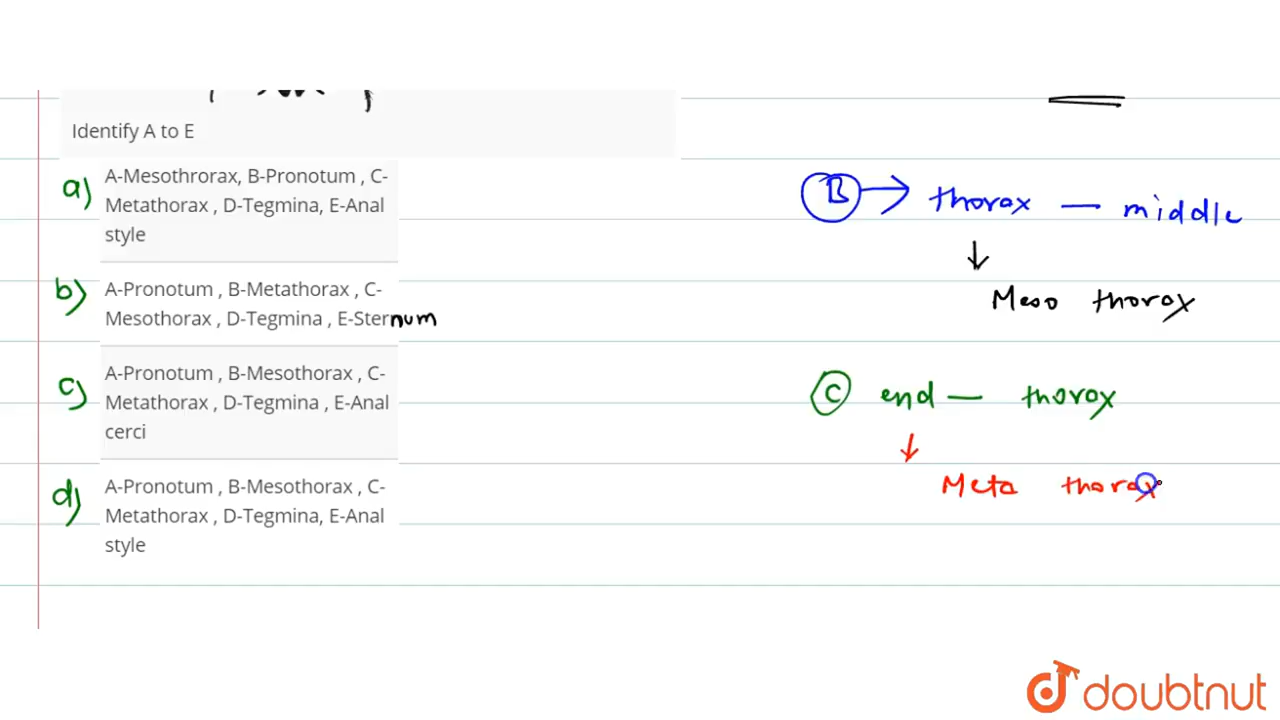 Identify A to E
a) A-Mesothrorax, B-Pronotum , C-
Metathorax , D-Tegmina, E-Anal
style
b) A-Pronotum , B-Metathorax , C-
Mesothorax , D-Tegmina , E-Sternum
c) A-Pronotum , B-Mesothorax , C-
Metathorax , D-Tegmina , E-Anal
cerci
d) A-Pronotum , B-Mesothorax , C-
Metathorax , D-Tegmina, E-Anal
style
B → thorax — middle
↓
Meso thorax
C end — thorax
↓
Meta thorax
doubtnut